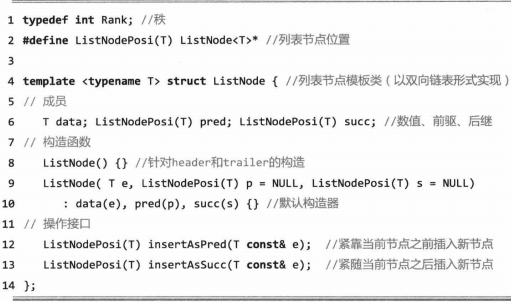 1 typedef int Rank; //秩
2 #define ListNodePosi(T) ListNode<T>* //列表节点位置
3
4 template <typename T> struct ListNode { //列表节点模板类（以双向链表形式实现）
5 // 成员
6 T data; ListNodePosi(T) pred; ListNodePosi(T) succ; //数值、前驱、后继
7 // 构造函数
8 ListNode() {} //针对header和trailer的构造
9 ListNode( T e, ListNodePosi(T) p = NULL, ListNodePosi(T) s = NULL)
10 : data(e), pred(p), succ(s) {} //默认构造器
11 // 操作接口
12 ListNodePosi(T) insertAsPred(T const& e); //紧靠当前节点之前插入新节点
13 ListNodePosi(T) insertAsSucc(T const& e); //紧随当前节点之后插入新节点
14 };